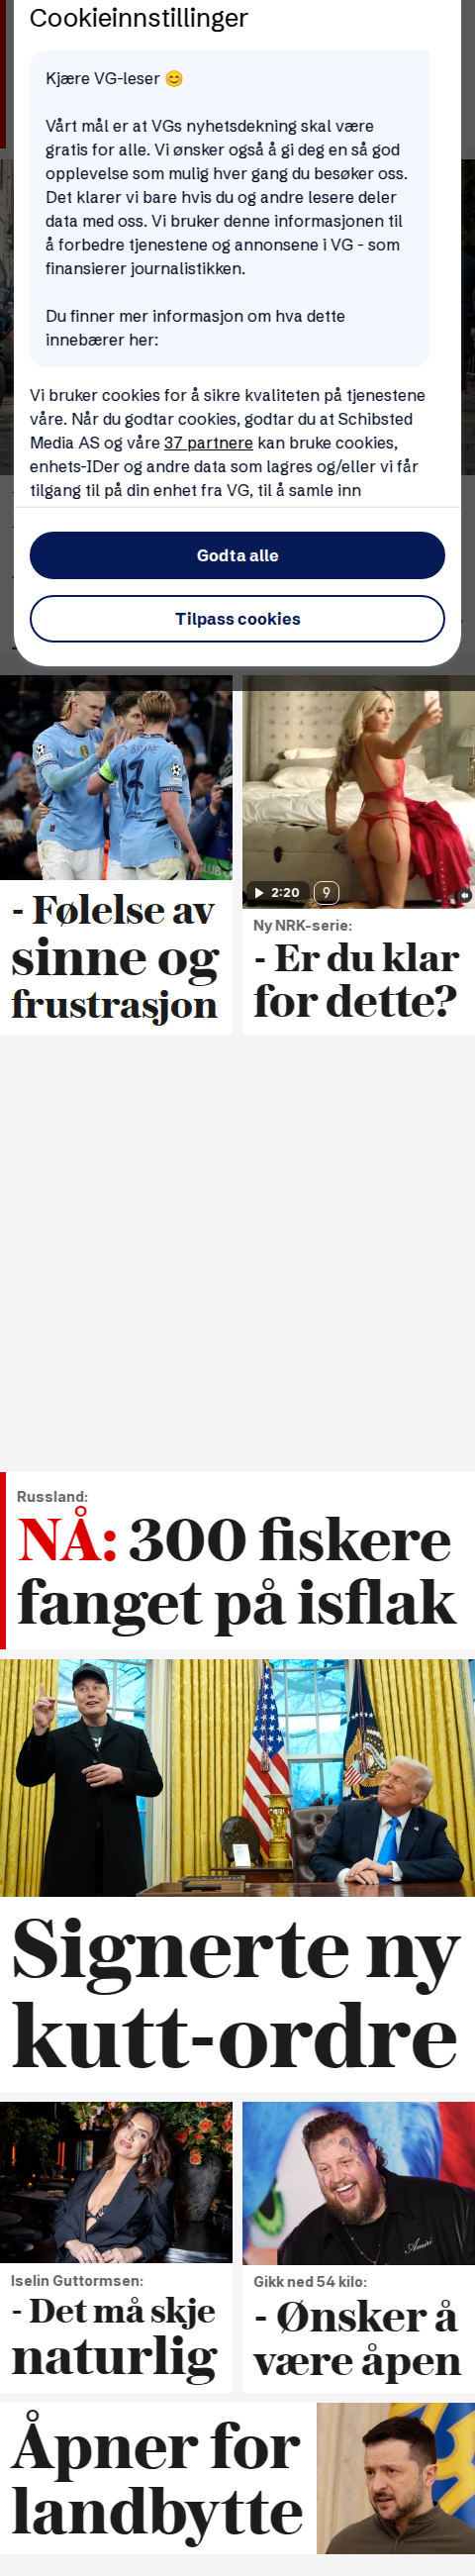 Cookieinnstillinger
Kjære VG-leser 😊
Vårt mål er at VGs nyhetsdekning skal være
gratis for alle. Vi ønsker også å gi deg en så god
opplevelse som mulig hver gang du besøker oss.
Det klarer vi bare hvis du og andre lesere deler
data med oss. Vi bruker denne informasjonen til
å forbedre tjenestene og annonsene i VG - som
finansierer journalistikken.
Du finner mer informasjon om hva dette
innebærer her:
Vi bruker cookies for å sikre kvaliteten på tjenestene
våre. Når du godtar cookies, godtar du at Schibsted
Media AS og våre 37 partnere kan bruke cookies,
enhets-IDer og andre data som lagres og/eller vi får
tilgang til på din enhet fra VG, til å samle inn
Godta alle
Tilpass cookies
17
2:20
9
- Følelse av
sinne og
frustrasjon
Ny NRK-serie:
- Er du klar
for dette?
Russland:
NÅ: 300 fiskere
fanget på isflak
Signerte ny
kutt-ordre
Iselin Guttormsen:
- Det må skje
naturlig
Amiri
Gikk ned 54 kilo:
- Ønsker å
være åpen
Åpner for
landbytte